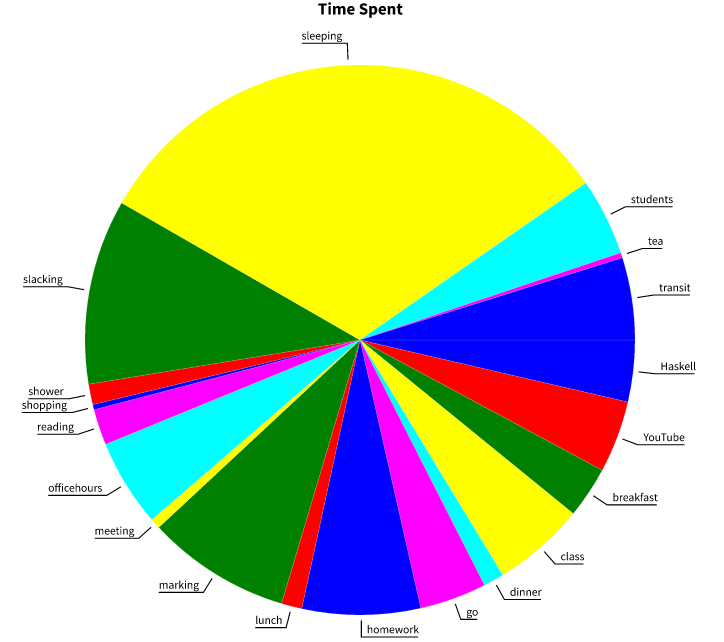 Time Spent
sleeping
students
tea
slacking
transit
Haskell
shower
shopping
reading
YouTube
officehours
breakfast
meeting
class
marking
dinner
go
lunch
homework